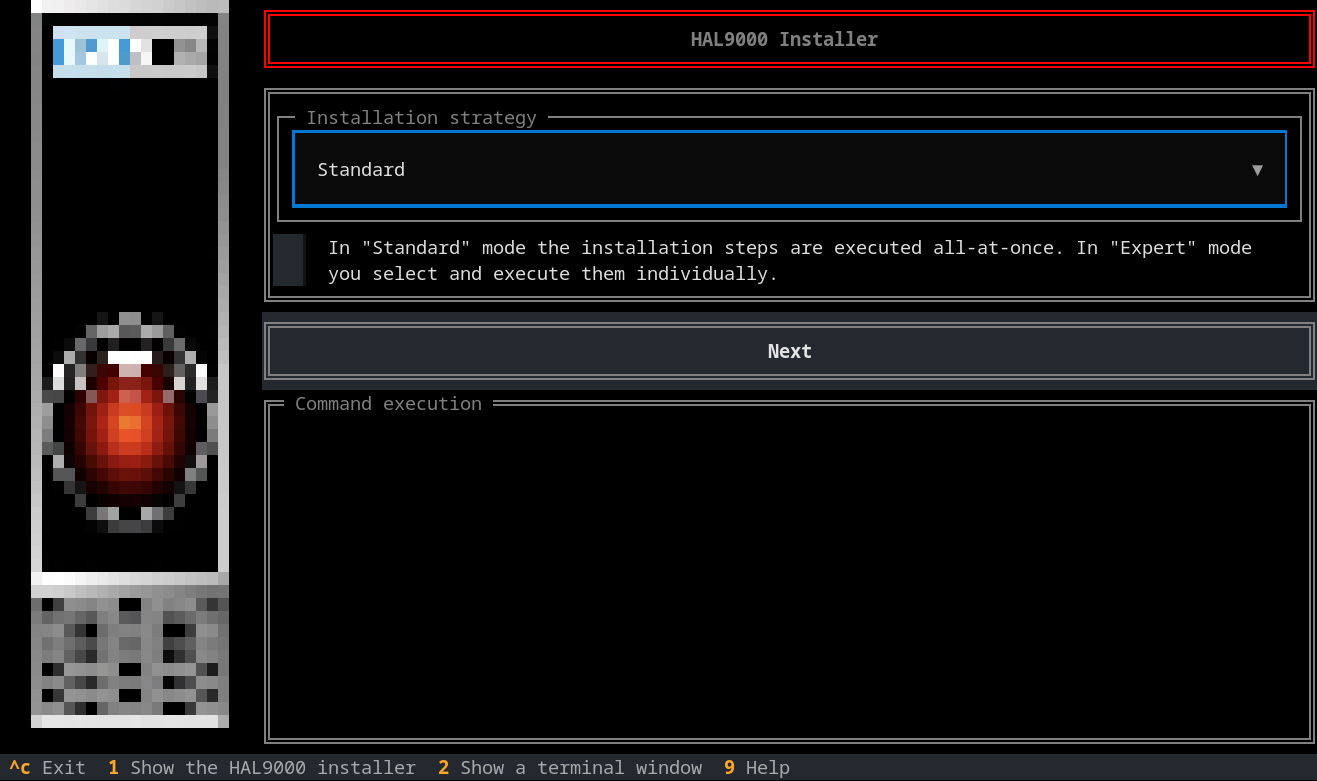 HAL9000 Installer
Installation strategy
Standard ▼
In "Standard" mode the installation steps are executed all-at-once. In "Expert" mode
you select and execute them individually.
Next
Command execution
^c Exit 1 Show the HAL9000 installer 2 Show a terminal window 9 Help